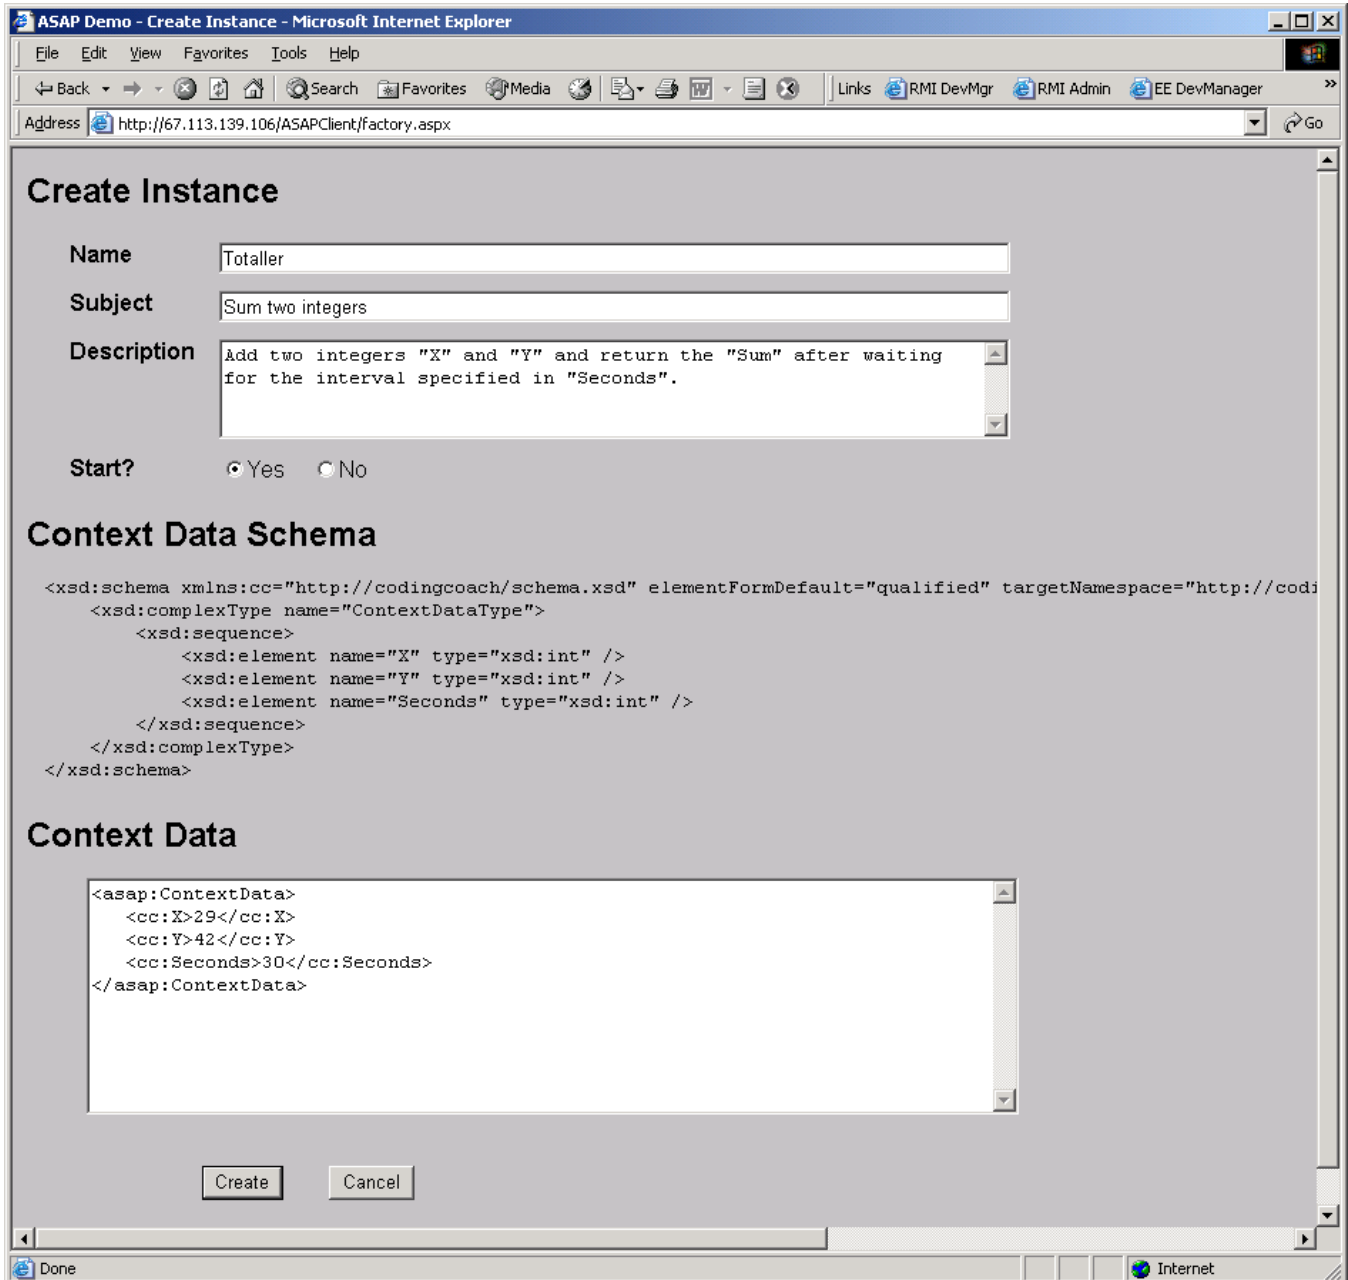 ASAP Demo - Create Instance - Microsoft Internet Explorer
File Edit View Favorites Tools Help
Back Search Favorites Media Links RMI DevMgr RMI Admin EE DevManager »
Address http://67.113.139.106/ASAPClient/factory.aspx Go
Create Instance
Name Totaller
Subject Sum two integers
Description Add two integers "X" and "Y" and return the "Sum" after waiting
for the interval specified in "Seconds".
Start? Yes No
Context Data Schema
<xsd:schema xmlns:cc="http://codingcoach/schema.xsd" elementFormDefault="qualified" targetNamespace="http://codi
<xsd:complexType name="ContextDataType">
<xsd:sequence>
<xsd:element name="X" type="xsd:int" />
<xsd:element name="Y" type="xsd:int" />
<xsd:element name="Seconds" type="xsd:int" />
</xsd:sequence>
</xsd:complexType>
</xsd:schema>
Context Data
<asap:ContextData>
<cc:X>29</cc:X>
<cc:Y>42</cc:Y>
<cc:Seconds>30</cc:Seconds>
</asap:ContextData>
Create Cancel
Done Internet